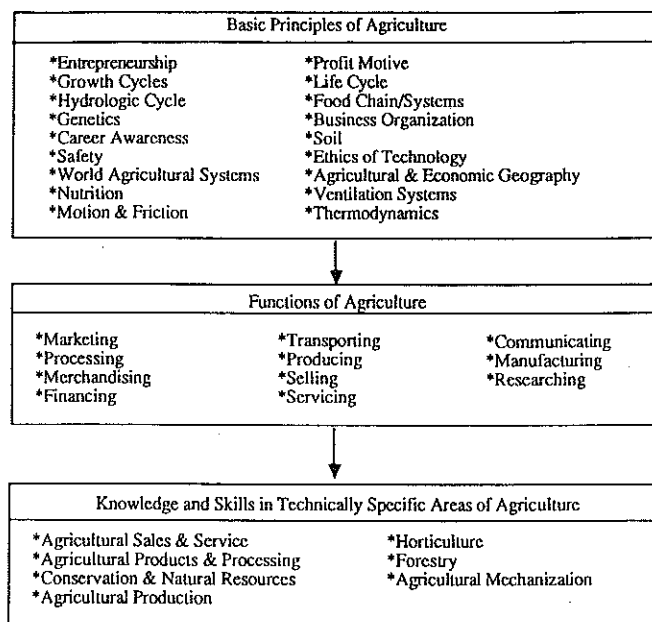 Basic Principles of Agriculture
*Entrepreneurship
*Growth Cycles
*Hydrologic Cycle
*Genetics
*Career Awareness
*Safety
*World Agricultural Systems
*Nutrition
*Motion & Friction
*Profit Motive
*Life Cycle
*Food Chain/Systems
*Business Organization
*Soil
*Ethics of Technology
*Agricultural & Economic Geography
*Ventilation Systems
*Thermodynamics
Functions of Agriculture
*Marketing
*Processing
*Merchandising
*Financing
*Transporting
*Producing
*Selling
*Servicing
*Communicating
*Manufacturing
*Researching
Knowledge and Skills in Technically Specific Areas of Agriculture
*Agricultural Sales & Service
*Agricultural Products & Processing
*Conservation & Natural Resources
*Agricultural Production
*Horticulture
*Forestry
*Agricultural Mechanization